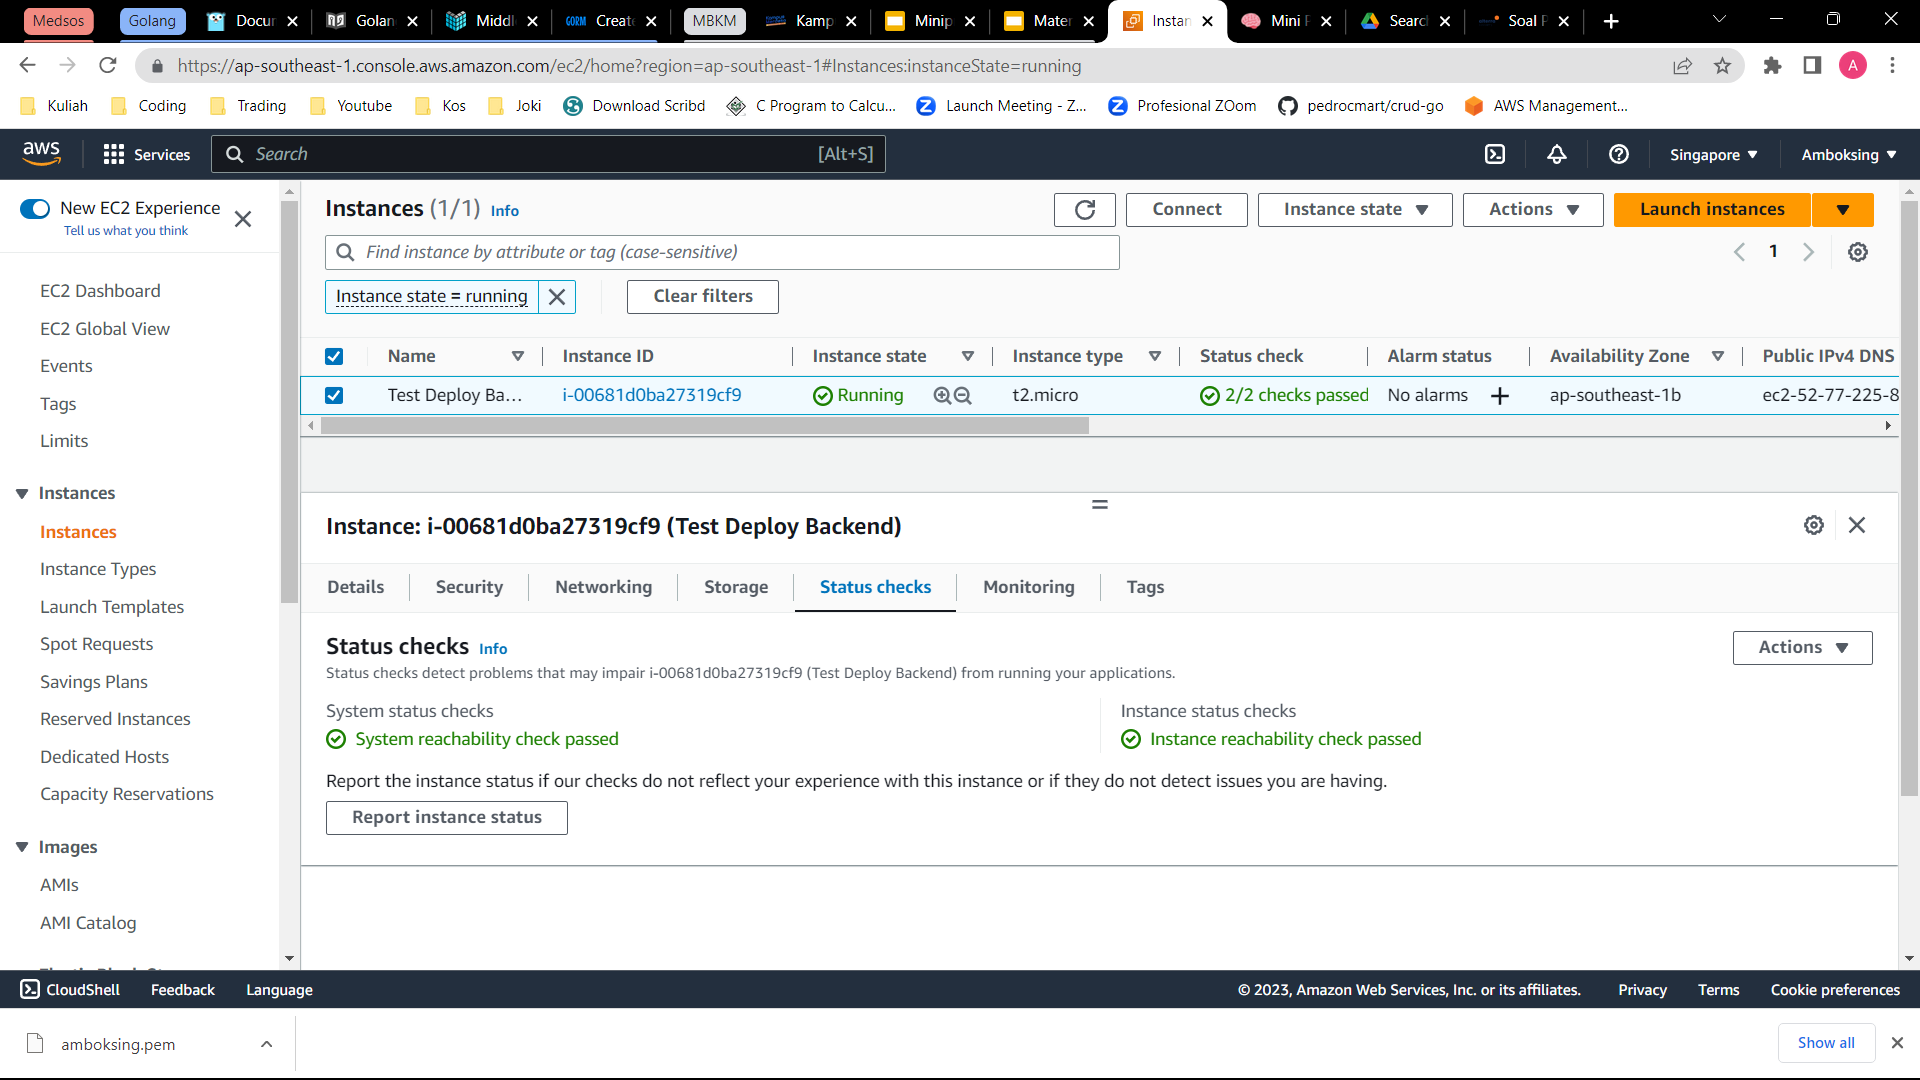 Medsos Golang Docur Golan Middl GORM Create MBKM Kamp Minip Mater Instan Mini P Search Soal P
https://ap-southeast-1.console.aws.amazon.com/ec2/home?region=ap-southeast-1#Instances:instanceState=running A
Kuliah Coding Trading Youtube Kos Joki Download Scribd C Program to Calcu... Launch Meeting - Z... Profesional ZOom pedrocmart/crud-go AWS Management...
aws Services Search [Alt+S] Singapore Amboksing
New EC2 Experience
Tell us what you think
EC2 Dashboard
EC2 Global View
Events
Tags
Limits
Instances
Instances
Instance Types
Launch Templates
Spot Requests
Savings Plans
Reserved Instances
Dedicated Hosts
Capacity Reservations
Images
AMIs
AMI Catalog
Instances (1/1) Info Connect Instance state Actions Launch instances
Find instance by attribute or tag (case-sensitive) 1
Instance state = running Clear filters
Name Instance ID Instance state Instance type Status check Alarm status Availability Zone Public IPv4 DNS
Test Deploy Ba... i-00681d0ba27319cf9 Running t2.micro 2/2 checks passed No alarms ap-southeast-1b ec2-52-77-225-8
Instance: i-00681d0ba27319cf9 (Test Deploy Backend)
Details Security Networking Storage Status checks Monitoring Tags
Status checks Info Actions
Status checks detect problems that may impair i-00681d0ba27319cf9 (Test Deploy Backend) from running your applications.
System status checks Instance status checks
System reachability check passed Instance reachability check passed
Report the instance status if our checks do not reflect your experience with this instance or if they do not detect issues you are having.
Report instance status
CloudShell Feedback Language © 2023, Amazon Web Services, Inc. or its affiliates. Privacy Terms Cookie preferences
amboksing.pem Show all